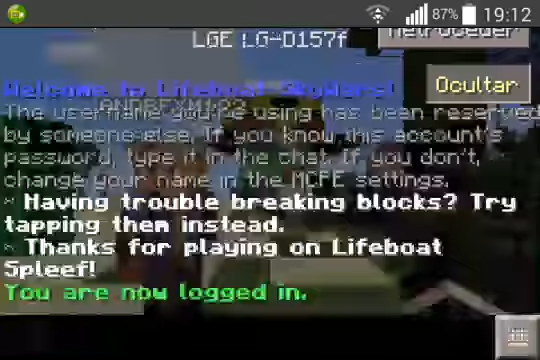 87% 19:12
LGE LG-D157f
Retroceder
Welcome to Lifeboat SkyWars!
Ocultar
The username you're using has been reserved
by someone else. If you know this account's
password, type it in the chat. If you don't,
change your name in the MCPE settings.
~ Having trouble breaking blocks? Try
tapping them instead.
~ Thanks for playing on Lifeboat
Spleef!
You are now logged in.